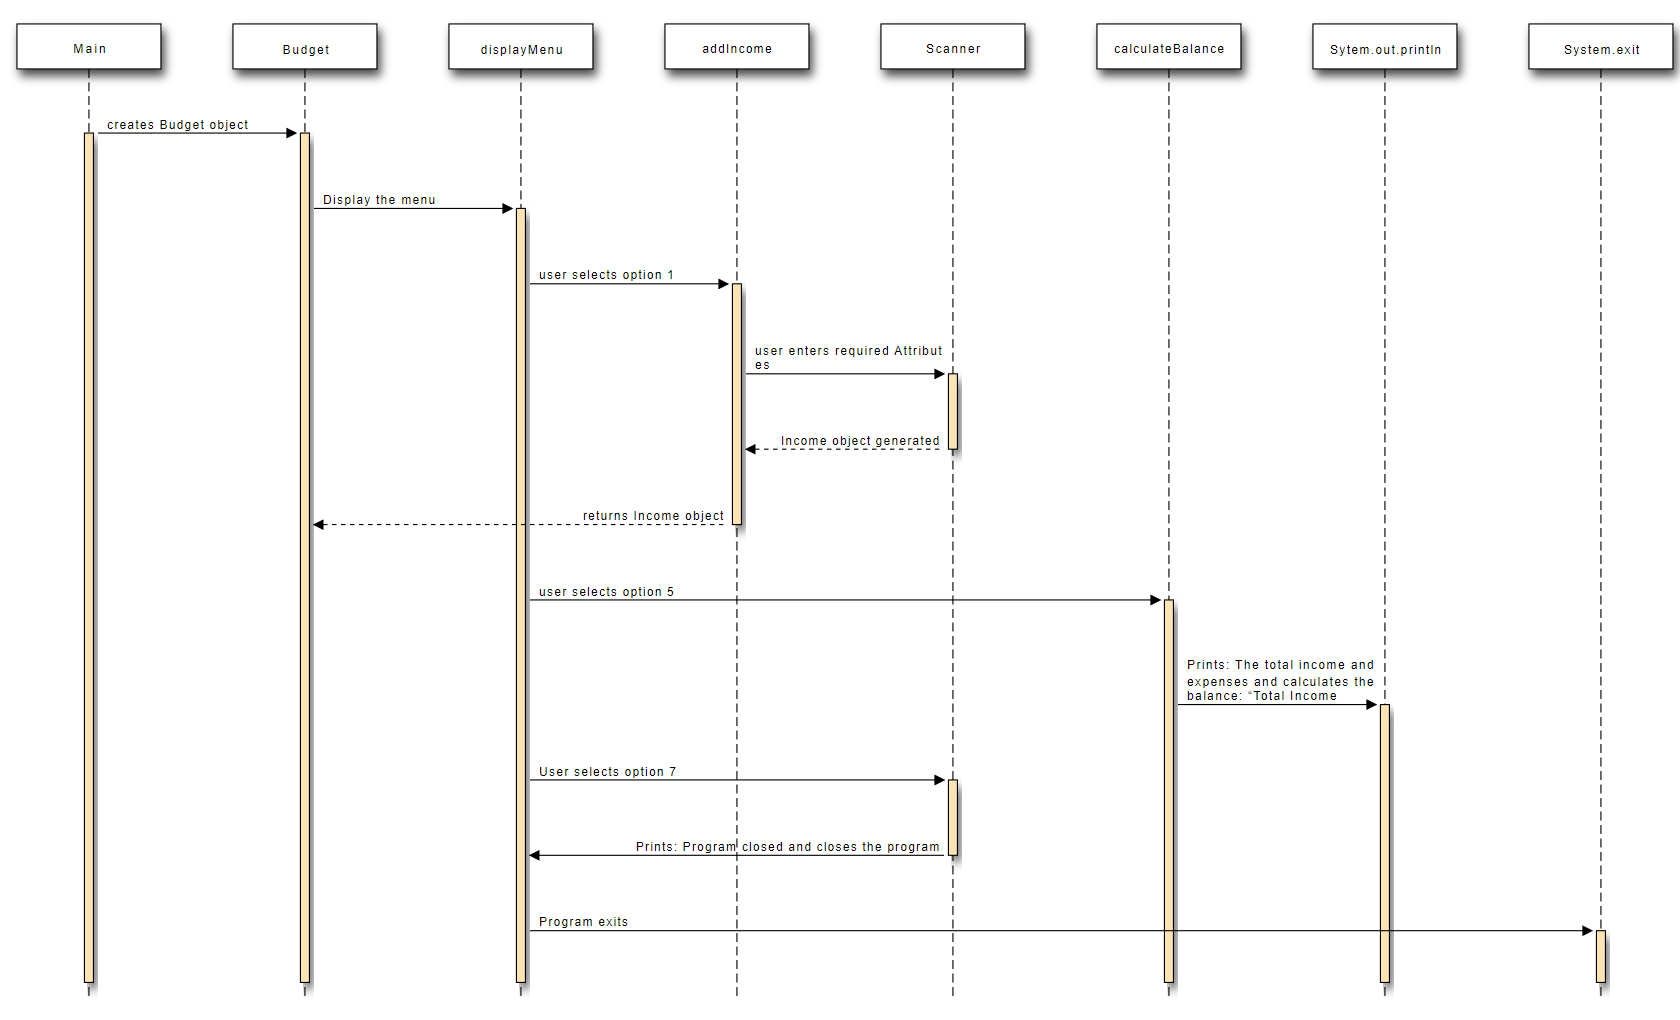 Main
Budget
displayMenu
addIncome
Scanner
calculateBalance
Sytem.out.println
System.exit
creates Budget object
Display the menu
user selects option 1
user enters required Attribut
es
Income object generated
returns Income object
user selects option 5
Prints: The total income and
expenses and calculates the
balance: “Total Income
User selects option 7
Prints: Program closed and closes the program
Program exits